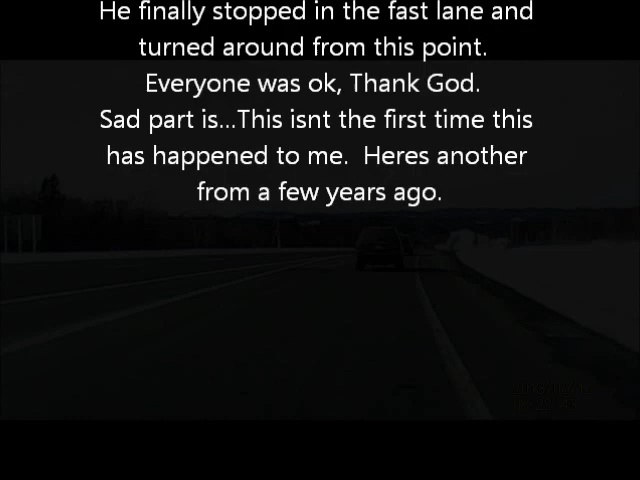 He finally stopped in the fast lane and
turned around from this point.
Everyone was ok, Thank God.
Sad part is...This isnt the first time this
has happened to me.  Heres another
from a few years ago.